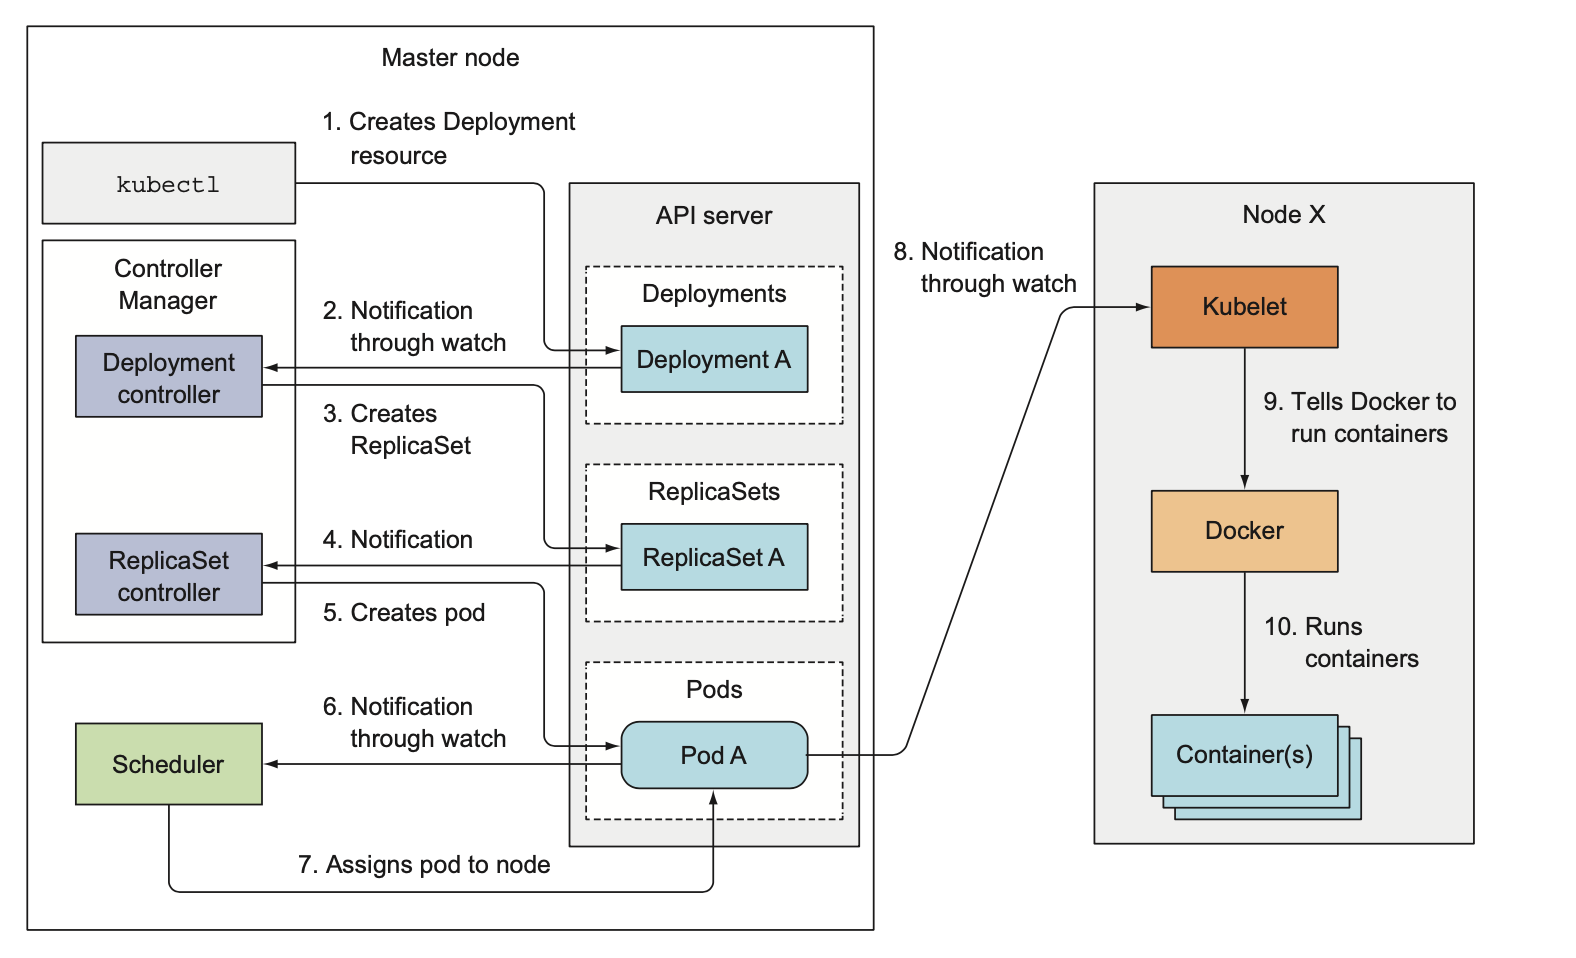 Master node
1. Creates Deployment
resource
kubectl
API server
Controller
Manager
2. Notification
through watch
Deployments
Deployment A
Deployment
controller
3. Creates
ReplicaSet
ReplicaSets
ReplicaSet A
4. Notification
ReplicaSet
controller
5. Creates pod
Pods
Pod A
6. Notification
through watch
Scheduler
7. Assigns pod to node
8. Notification
through watch
Node X
Kubelet
9. Tells Docker to
run containers
Docker
10. Runs
containers
Container(s)